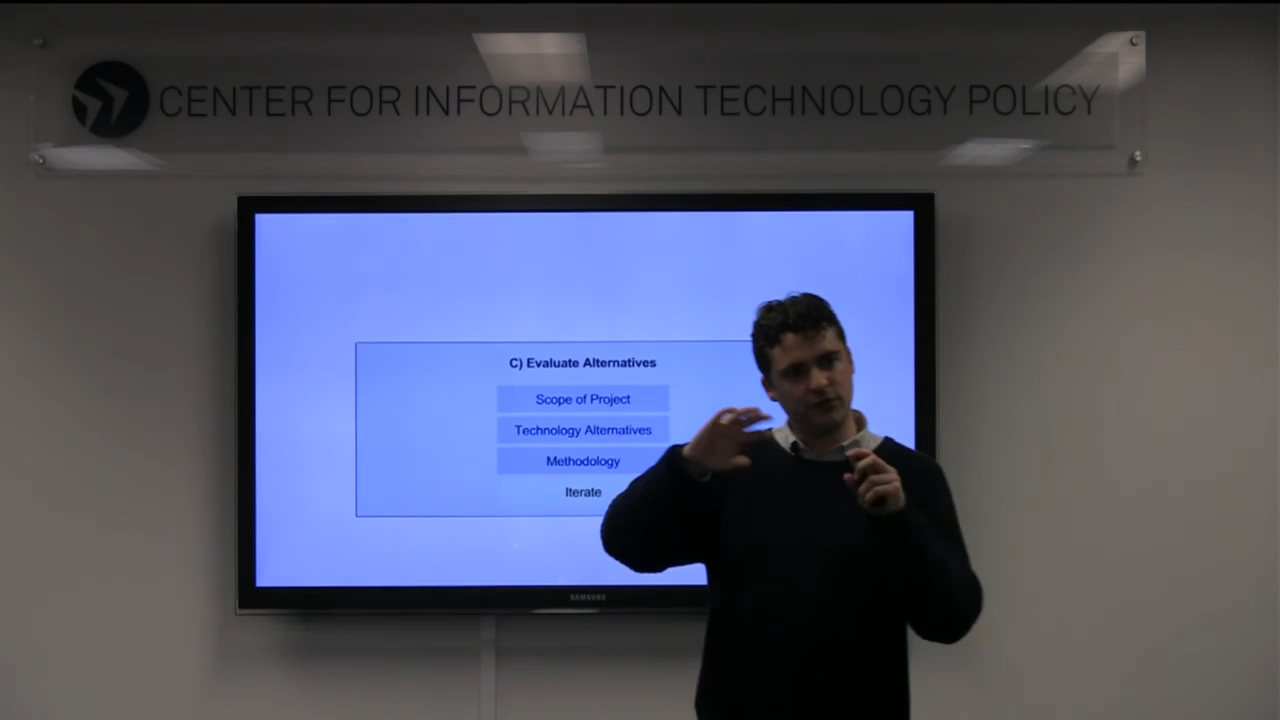 CENTER FOR INFORMATION TECHNOLOGY POLICY
C) Evaluate Alternatives
Scope of Project
Technology Alternatives
Methodology
Iterate
SAMSUNG